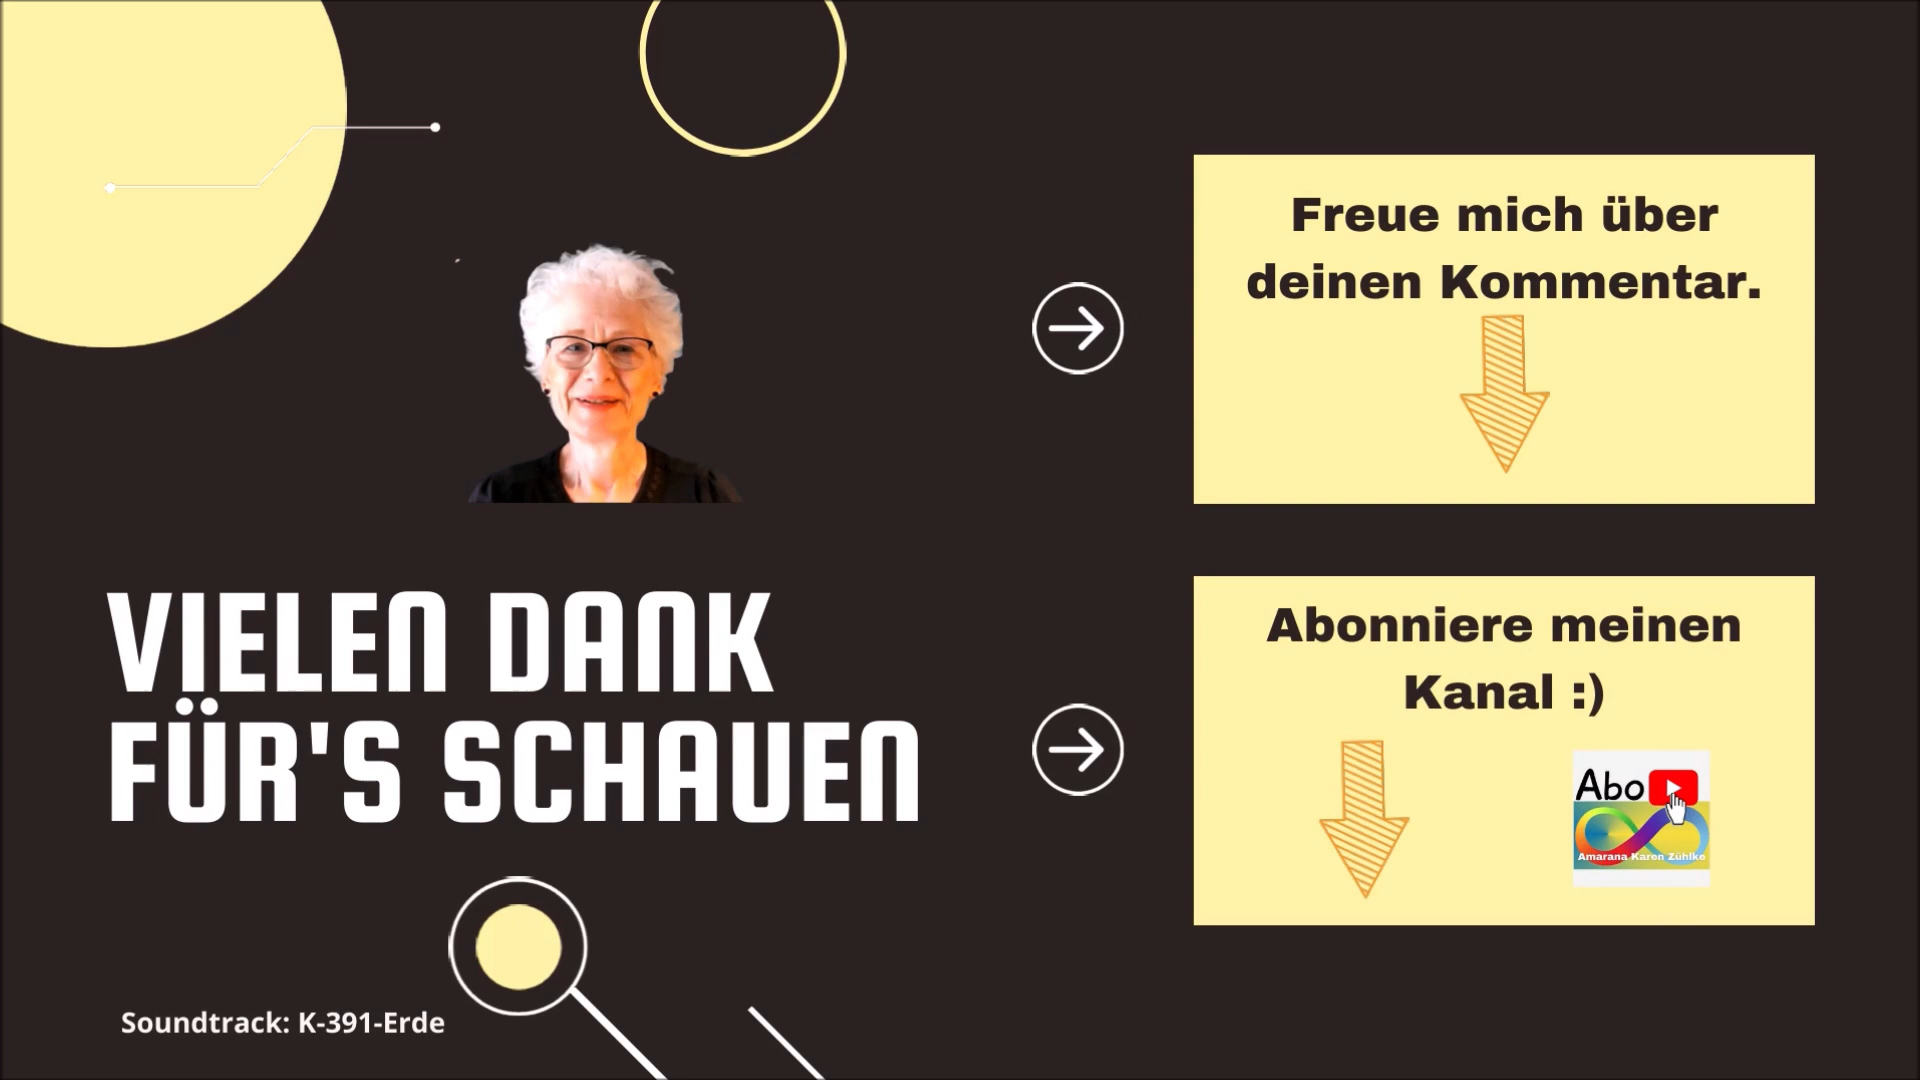 VIELEN DANK
FÜR'S SCHAUEN
Soundtrack: K-391-Erde
Freue mich über
deinen Kommentar.
Abonniere meinen
Kanal :)
Abo
Amarana Karen Zühlke